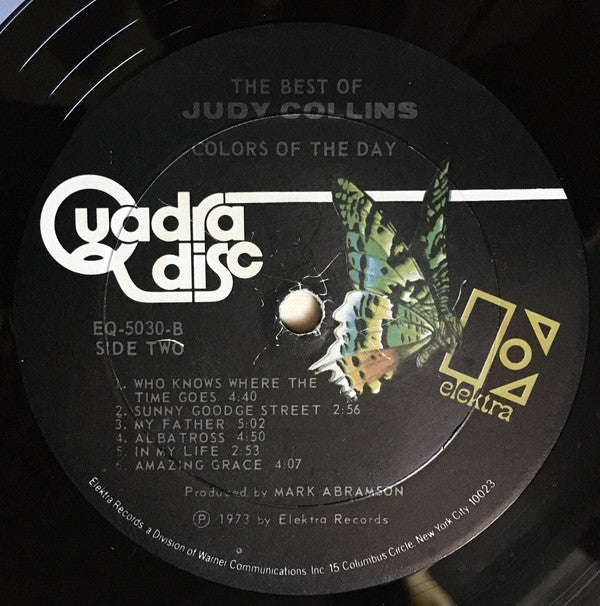 THE BEST OF
JUDY COLLINS
COLORS OF THE DAY
Quadra
disc
EQ-5030-B
SIDE TWO
elektra
1. WHO KNOWS WHERE THE
TIME GOES 4:40
2. SUNNY GOODGE STREET 2:56
3. MY FATHER 5:02
4. ALBATROSS 4:50
5. IN MY LIFE 2:53
6. AMAZING GRACE 4:07
Produced by MARK ABRAMSON
Ⓟ 1973 by Elektra Records
Elektra Records, a Division of Warner Communications Inc. 15 Columbus Circle, New York City 10023